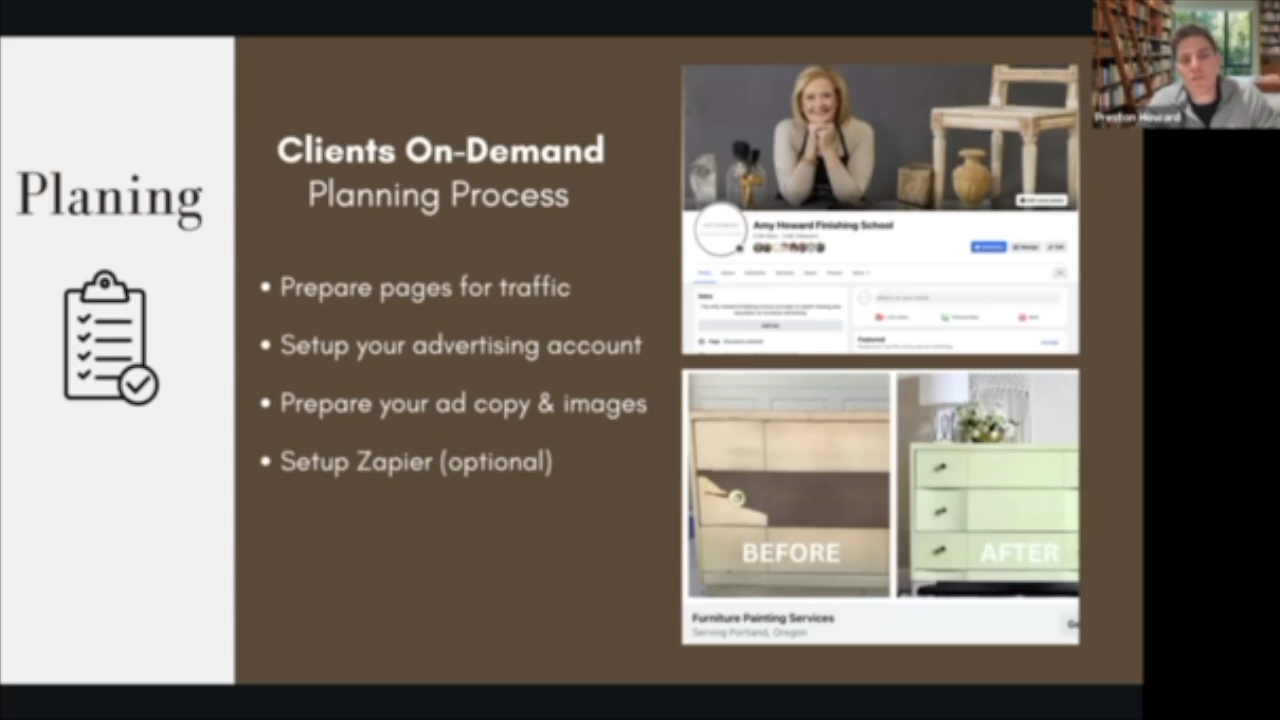 Planing
Clients On-Demand
Planning Process
• Prepare pages for traffic
• Setup your advertising account
• Prepare your ad copy & images
• Setup Zapier (optional)
Amy Howard Finishing School
BEFORE
AFTER
Furniture Painting Services
Serving Portland, Oregon
Ge
Preston Howard